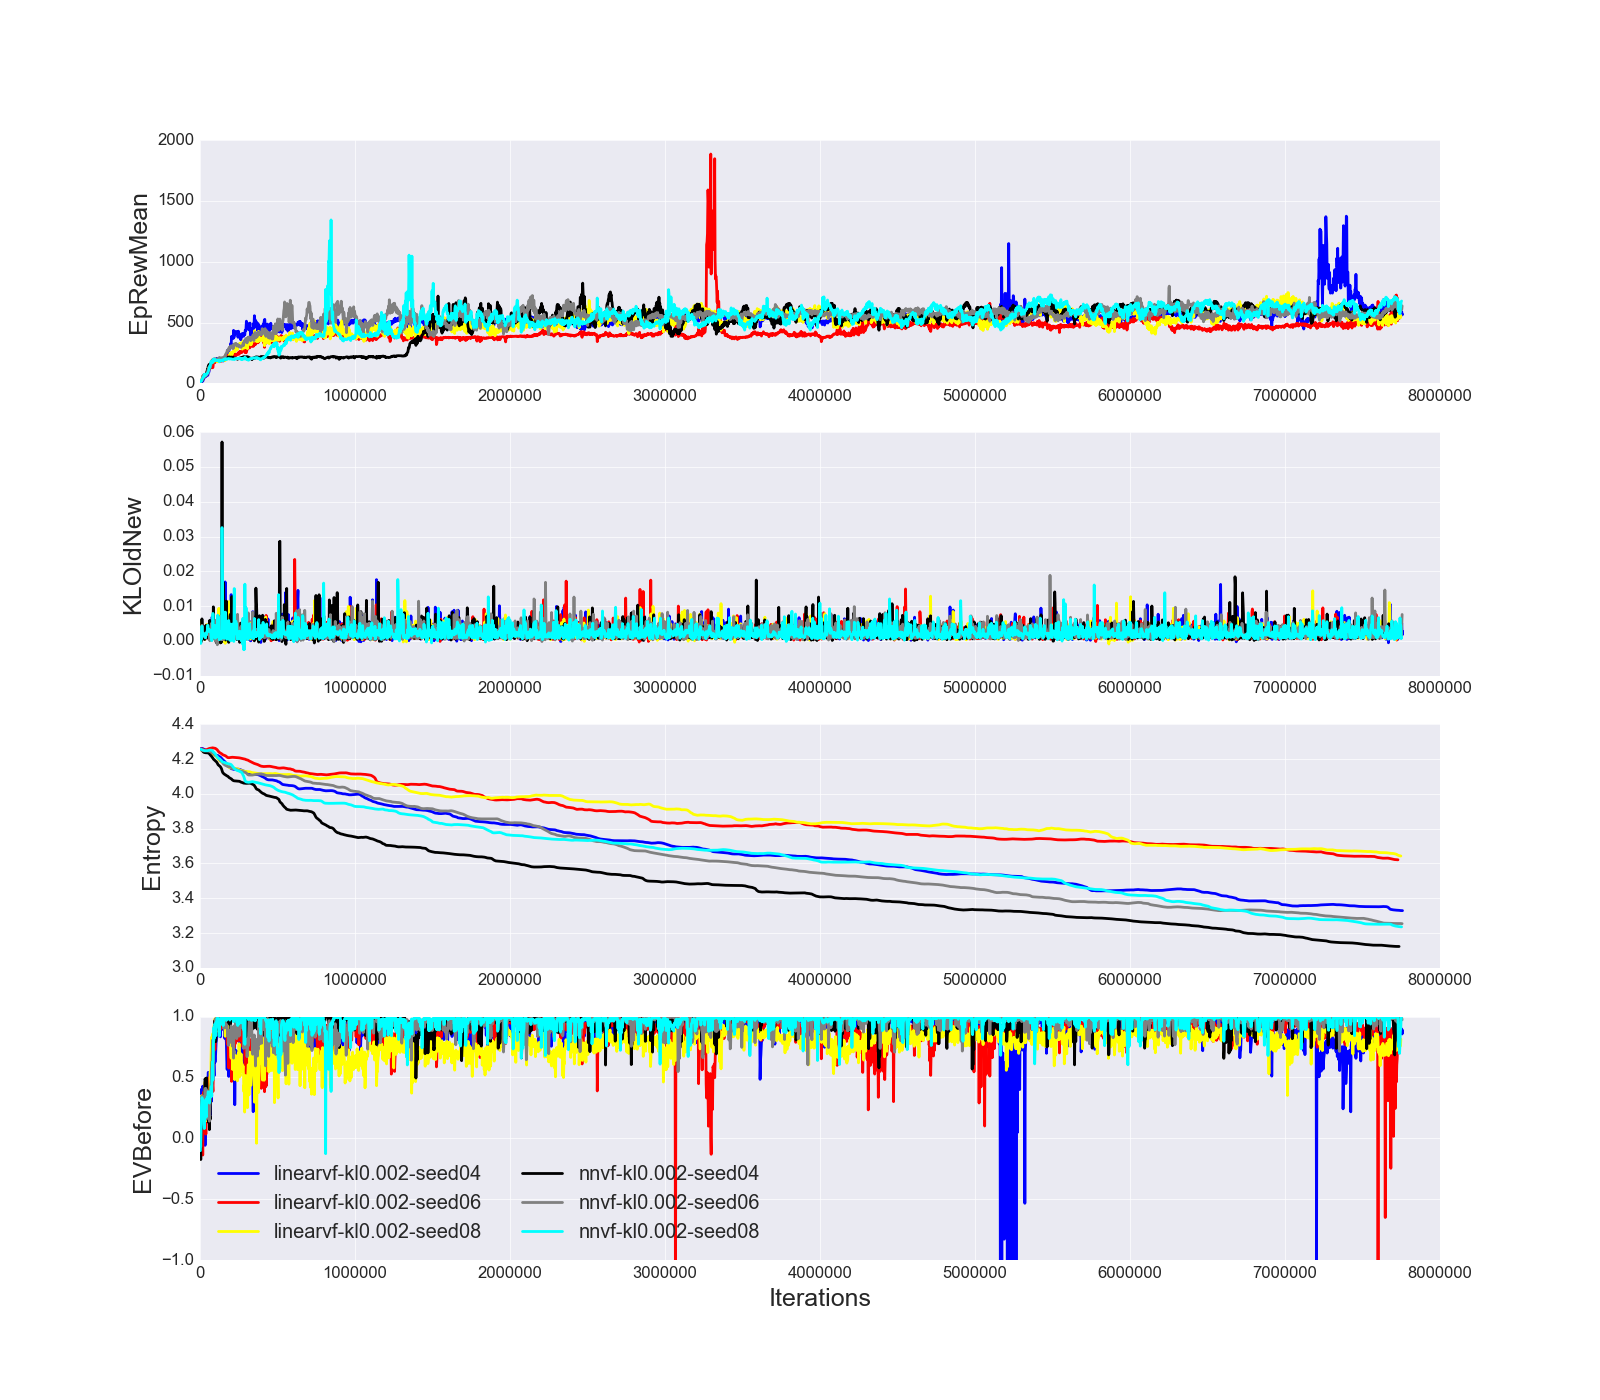 2000
1500
1000
500
0
EpRewMean
0 1000000 2000000 3000000 4000000 5000000 6000000 7000000 8000000
0.06
0.05
0.04
0.03
0.02
0.01
0.00
−0.01
KLOldNew
0 1000000 2000000 3000000 4000000 5000000 6000000 7000000 8000000
4.4
4.2
4.0
3.8
3.6
3.4
3.2
3.0
Entropy
0 1000000 2000000 3000000 4000000 5000000 6000000 7000000 8000000
1.0
0.5
0.0
−0.5
−1.0
EVBefore
linearvf-kl0.002-seed04 nnvf-kl0.002-seed04
linearvf-kl0.002-seed06 nnvf-kl0.002-seed06
linearvf-kl0.002-seed08 nnvf-kl0.002-seed08
0 1000000 2000000 3000000 4000000 5000000 6000000 7000000 8000000
Iterations